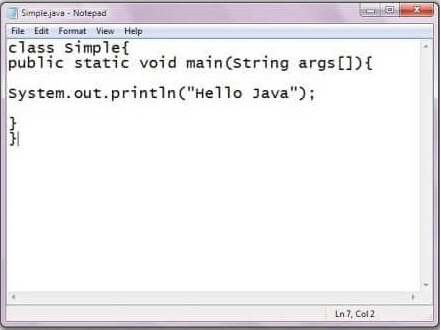 Simple.java - Notepad
File Edit Format View Help
class Simple{
public static void main(String args[]){
System.out.println("Hello Java");
}
}
Ln 7, Col 2